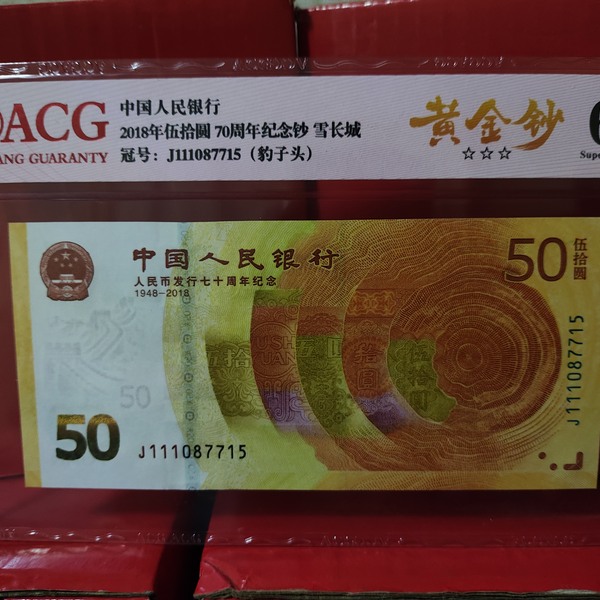 ACG
ANG GUARANTY
中国人民银行
2018年伍拾圆 70周年纪念钞 雪长城
冠号：J111087715（豹子头）
黄金钞
☆☆☆
6
Supe
中国人民银行
人民币发行七十周年纪念
1948-2018
50
伍拾圆
50
50
J111087715
J111087715